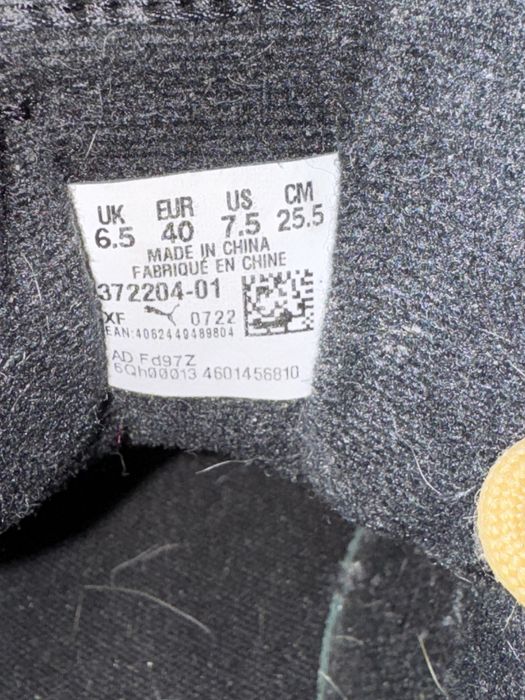 UK EUR US CM
6.5 40 7.5 25.5
MADE IN CHINA
FABRIQUÉ EN CHINE
372204-01
XF 0722
EAN:4062449489804
AD Fd97Z
6Qh00013 4601456810